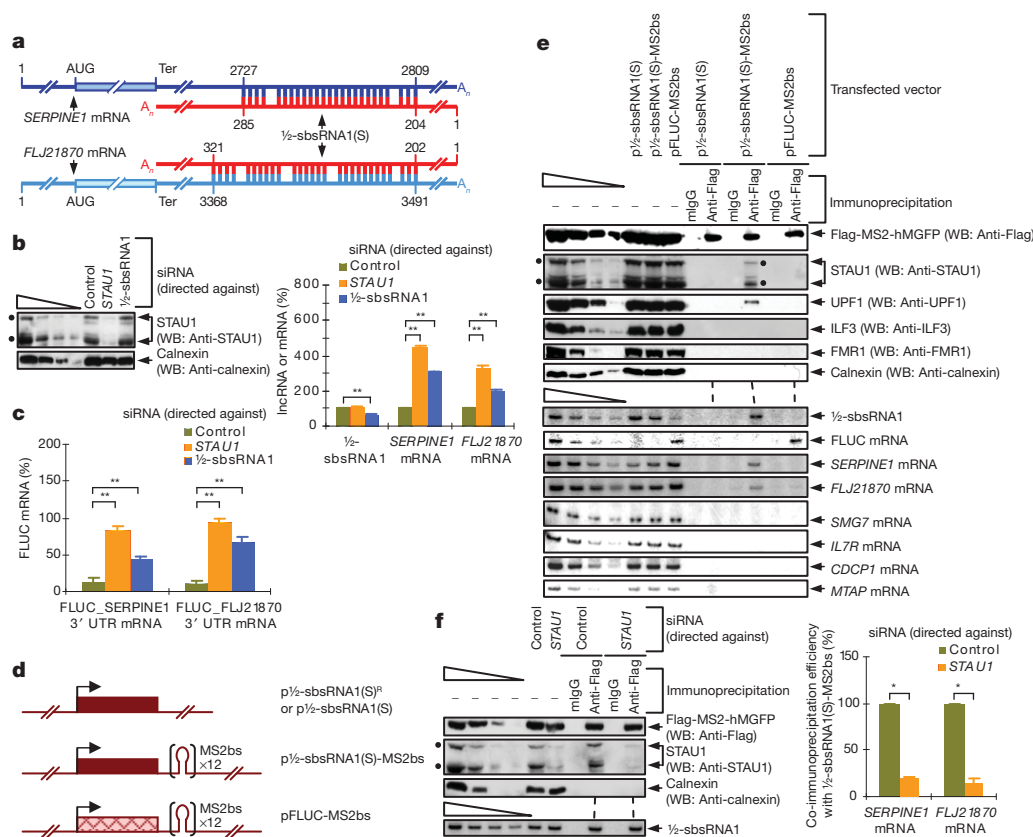 a
1
AUG
Ter
2727
2809
An
An
285
204
1
SERPINE1 mRNA
½-sbsRNA1(S)
FLJ21870 mRNA
321
202
1
An
An
1
AUG
Ter
3368
3491
b
Control
STAU1
½-sbsRNA1
siRNA
(directed against)
STAU1
(WB: Anti-STAU1)
Calnexin
(WB: Anti-calnexin)
siRNA (directed against)
Control
STAU1
½-sbsRNA1
lncRNA or mRNA (%)
800
600
400
200
0
**
**
**
**
**
½-
sbsRNA1
SERPINE1
mRNA
FLJ21870
mRNA
c
siRNA (directed against)
Control
STAU1
½-sbsRNA1
FLUC mRNA (%)
200
150
100
50
0
**
**
**
**
FLUC_SERPINE1
3′ UTR mRNA
FLUC_FLJ21870
3′ UTR mRNA
d
p½-sbsRNA1(S)R
or p½-sbsRNA1(S)
MS2bs
×12
p½-sbsRNA1(S)-MS2bs
MS2bs
×12
pFLUC-MS2bs
e
p½-sbsRNA1(S)
p½-sbsRNA1(S)-MS2bs
pFLUC-MS2bs
p½-sbsRNA1(S)
p½-sbsRNA1(S)-MS2bs
pFLUC-MS2bs
Transfected vector
– – – – – – –
mIgG
Anti-Flag
mIgG
Anti-Flag
mIgG
Anti-Flag
Immunoprecipitation
Flag-MS2-hMGFP (WB: Anti-Flag)
STAU1 (WB: Anti-STAU1)
UPF1 (WB: Anti-UPF1)
ILF3 (WB: Anti-ILF3)
FMR1 (WB: Anti-FMR1)
Calnexin (WB: Anti-calnexin)
½-sbsRNA1
FLUC mRNA
SERPINE1 mRNA
FLJ21870 mRNA
SMG7 mRNA
IL7R mRNA
CDCP1 mRNA
MTAP mRNA
f
Control
STAU1
Control
STAU1
siRNA
(directed against)
– – – – – –
mIgG
Anti-Flag
mIgG
Anti-Flag
Immunoprecipitation
Flag-MS2-hMGFP
(WB: Anti-Flag)
STAU1
(WB: Anti-STAU1)
Calnexin
(WB: Anti-calnexin)
½-sbsRNA1
siRNA (directed against)
Control
STAU1
Co-immunoprecipitation efficiency
with ½-sbsRNA1(S)-MS2bs (%)
100
50
0
*
*
SERPINE1
mRNA
FLJ21870
mRNA